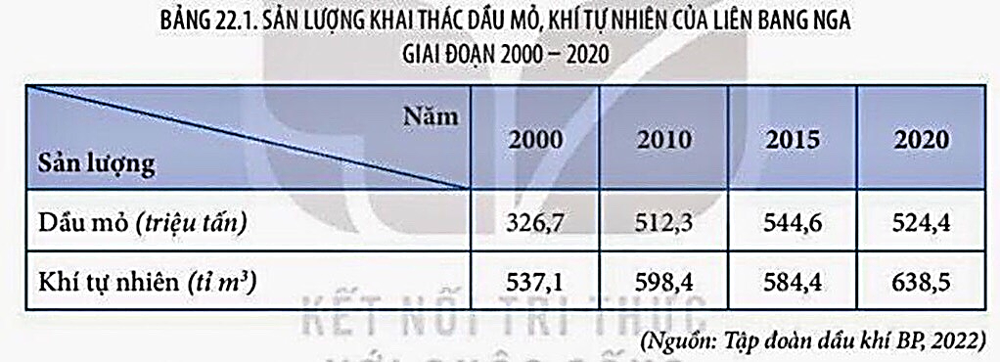 BẢNG 22.1. SẢN LƯỢNG KHAI THÁC DẦU MỎ, KHÍ TỰ NHIÊN CỦA LIÊN BANG NGA
GIAI ĐOẠN 2000 – 2020
Năm
Sản lượng
2000 2010 2015 2020
Dầu mỏ (triệu tấn) 326,7 512,3 544,6 524,4
Khí tự nhiên (tỉ m³) 537,1 598,4 584,4 638,5
KẾT NỐI TRI THỨC
(Nguồn: Tập đoàn dầu khí BP, 2022)